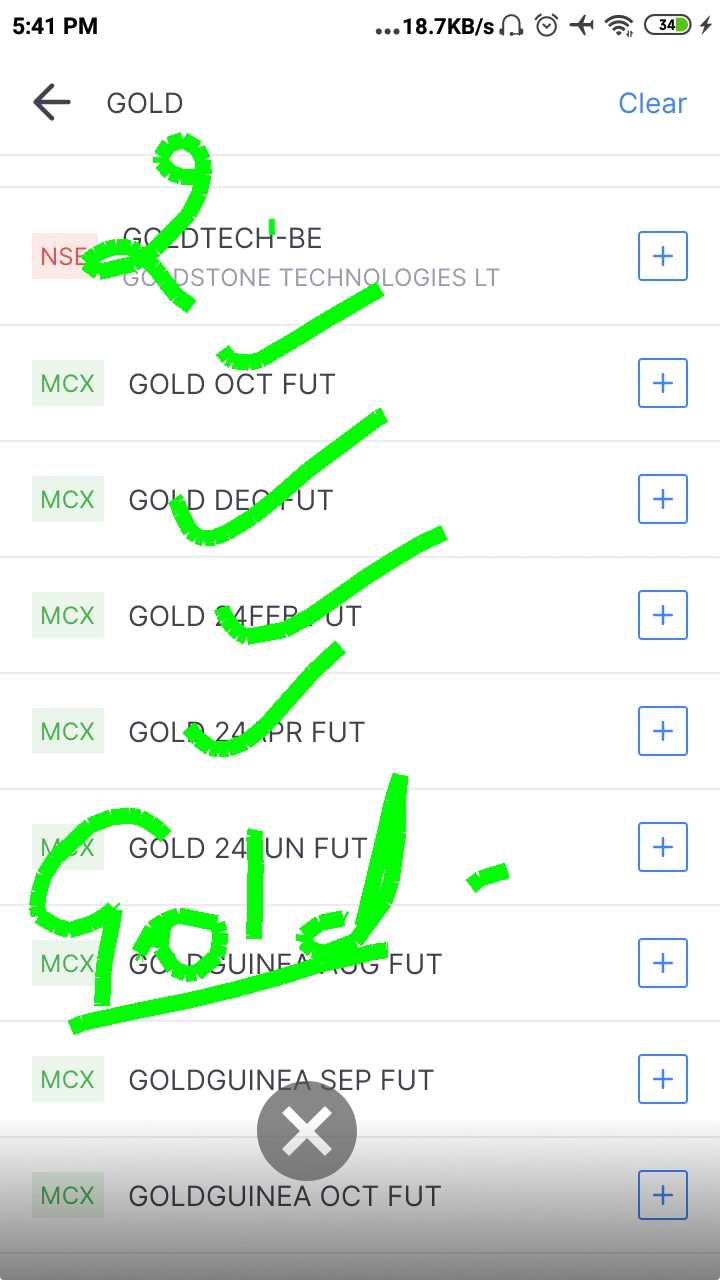 5:41 PM ...18.7KB/s 34
GOLD Clear
2
NSE GOLDTECH-BE
GOLDSTONE TECHNOLOGIES LT
MCX GOLD OCT FUT
MCX GOLD DEC FUT
MCX GOLD 24FEB FUT
MCX GOLD 24APR FUT
MCX GOLD 24JUN FUT
Gold
MCX GOLDGUINEA AUG FUT
MCX GOLDGUINEA SEP FUT
MCX GOLDGUINEA OCT FUT